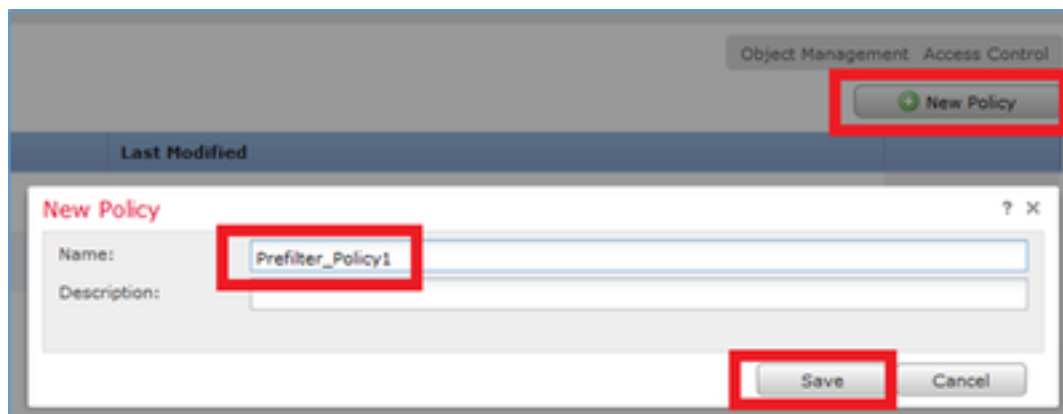 Object Management Access Control
New Policy
Last Modified
New Policy ? ×
Name: Prefilter_Policy1
Description:
Save Cancel